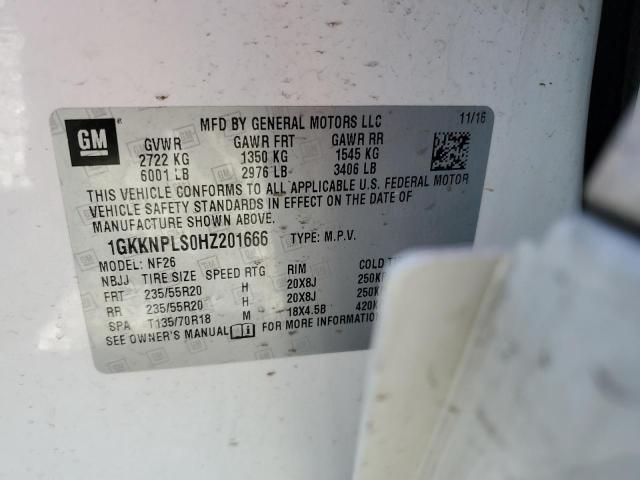 GM
MFD BY GENERAL MOTORS LLC 11/16
GVWR GAWR FRT GAWR RR
2722 KG 1350 KG 1545 KG
6001 LB 2976 LB 3406 LB
THIS VEHICLE CONFORMS TO ALL APPLICABLE U.S. FEDERAL MOTOR
VEHICLE SAFETY STANDARDS IN EFFECT ON THE DATE OF
MANUFACTURE SHOWN ABOVE.
1GKKNPLS0HZ201666 TYPE: M.P.V.
MODEL: NF26
NBJJ TIRE SIZE SPEED RTG RIM COLD
FRT 235/55R20 H 20X8J 250
RR 235/55R20 H 20X8J 250
SPA T135/70R18 M 18X4.5B 420
SEE OWNER'S MANUAL